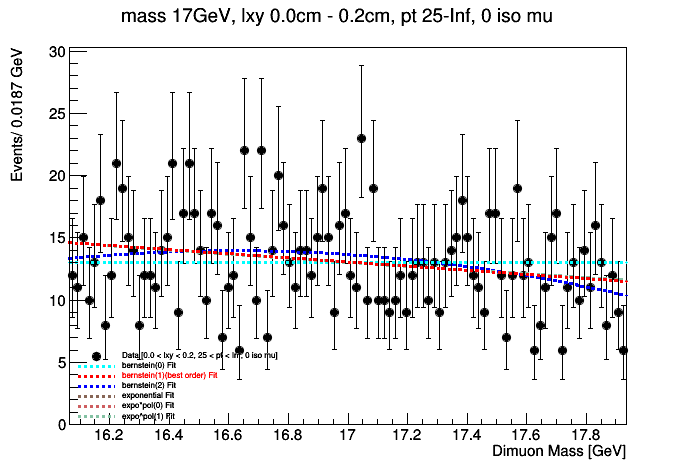 mass 17GeV, lxy 0.0cm - 0.2cm, pt 25-Inf, 0 iso mu
Events/ 0.0187 GeV
30
25
20
15
10
5
0
Data [0.0 < lxy < 0.2, 25 < pt < Inf, 0 iso mu]
bernstein(0) Fit
bernstein(1)(best order) Fit
bernstein(2) Fit
exponential Fit
expo*pol(0) Fit
expo*pol(1) Fit
16.2 16.4 16.6 16.8 17 17.2 17.4 17.6 17.8
Dimuon Mass [GeV]